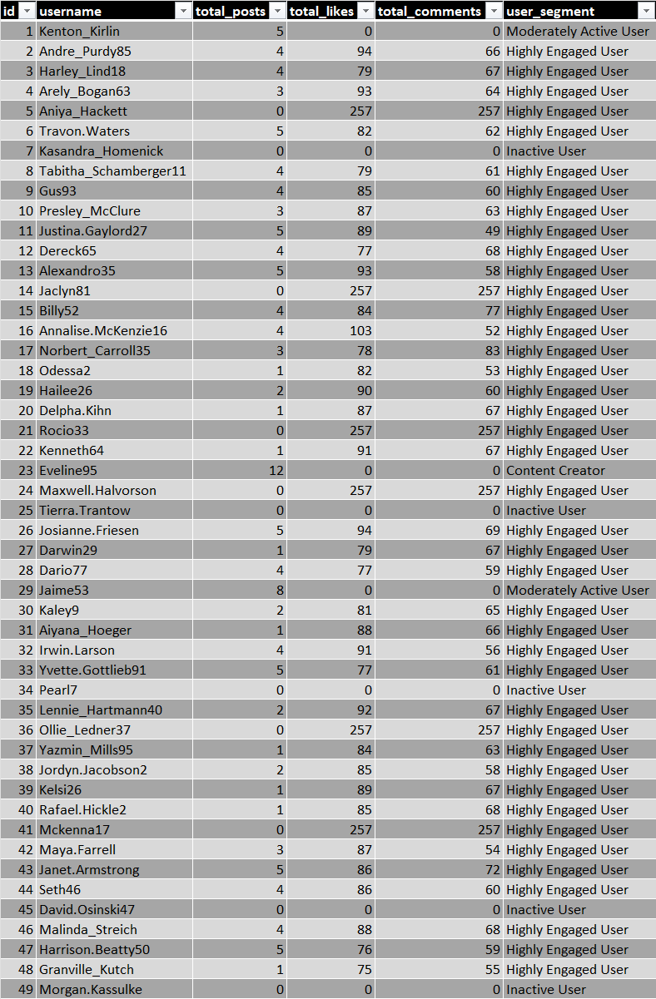 id username total_posts total_likes total_comments user_segment
1 Kenton_Kirlin 5 0 0 Moderately Active User
2 Andre_Purdy85 4 94 66 Highly Engaged User
3 Harley_Lind18 4 79 67 Highly Engaged User
4 Arely_Bogan63 3 93 64 Highly Engaged User
5 Aniya_Hackett 0 257 257 Highly Engaged User
6 Travon.Waters 5 82 62 Highly Engaged User
7 Kasandra_Homenick 0 0 0 Inactive User
8 Tabitha_Schamberger11 4 79 61 Highly Engaged User
9 Gus93 4 85 60 Highly Engaged User
10 Presley_McClure 3 87 63 Highly Engaged User
11 Justina.Gaylord27 5 89 49 Highly Engaged User
12 Dereck65 4 77 68 Highly Engaged User
13 Alexandro35 5 93 58 Highly Engaged User
14 Jaclyn81 0 257 257 Highly Engaged User
15 Billy52 4 84 77 Highly Engaged User
16 Annalise.McKenzie16 4 103 52 Highly Engaged User
17 Norbert_Carroll35 3 78 83 Highly Engaged User
18 Odessa2 1 82 53 Highly Engaged User
19 Hailee26 2 90 60 Highly Engaged User
20 Delpha.Kihn 1 87 67 Highly Engaged User
21 Rocio33 0 257 257 Highly Engaged User
22 Kenneth64 1 91 67 Highly Engaged User
23 Eveline95 12 0 0 Content Creator
24 Maxwell.Halvorson 0 257 257 Highly Engaged User
25 Tierra.Trantow 0 0 0 Inactive User
26 Josianne.Friesen 5 94 69 Highly Engaged User
27 Darwin29 1 79 67 Highly Engaged User
28 Dario77 4 77 59 Highly Engaged User
29 Jaime53 8 0 0 Moderately Active User
30 Kaley9 2 81 65 Highly Engaged User
31 Aiyana_Hoeger 1 88 66 Highly Engaged User
32 Irwin.Larson 4 91 56 Highly Engaged User
33 Yvette.Gottlieb91 5 77 61 Highly Engaged User
34 Pearl7 0 0 0 Inactive User
35 Lennie_Hartmann40 2 92 67 Highly Engaged User
36 Ollie_Ledner37 0 257 257 Highly Engaged User
37 Yazmin_Mills95 1 84 63 Highly Engaged User
38 Jordyn.Jacobson2 2 85 58 Highly Engaged User
39 Kelsi26 1 89 67 Highly Engaged User
40 Rafael.Hickle2 1 85 68 Highly Engaged User
41 Mckenna17 0 257 257 Highly Engaged User
42 Maya.Farrell 3 87 54 Highly Engaged User
43 Janet.Armstrong 5 86 72 Highly Engaged User
44 Seth46 4 86 60 Highly Engaged User
45 David.Osinski47 0 0 0 Inactive User
46 Malinda_Streich 4 88 68 Highly Engaged User
47 Harrison.Beatty50 5 76 59 Highly Engaged User
48 Granville_Kutch 1 75 55 Highly Engaged User
49 Morgan.Kassulke 0 0 0 Inactive User